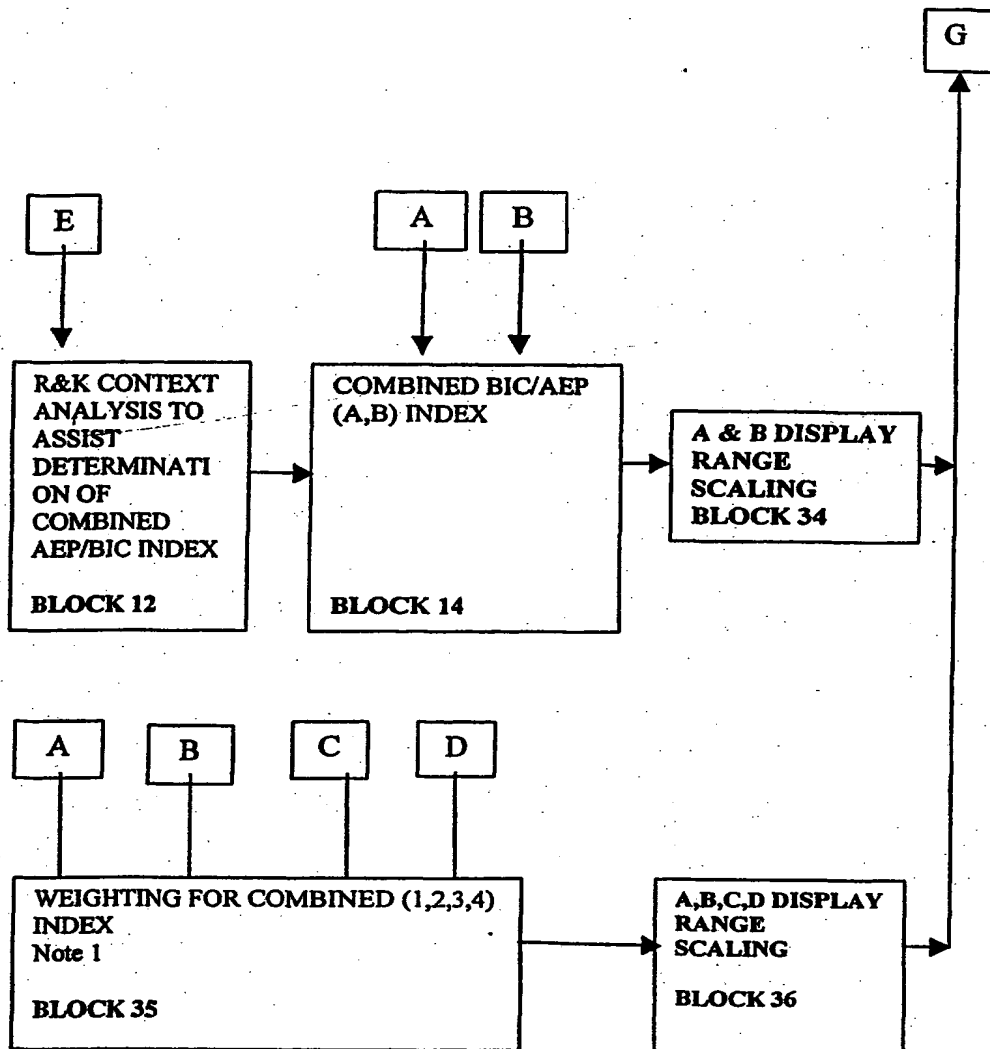 G
E
A
B
R&K CONTEXT
ANALYSIS TO
ASSIST
DETERMINATI
ON OF
COMBINED
AEP/BIC INDEX
BLOCK 12
COMBINED BIC/AEP
(A,B) INDEX
BLOCK 14
A & B DISPLAY
RANGE
SCALING
BLOCK 34
A
B
C
D
WEIGHTING FOR COMBINED (1,2,3,4)
INDEX
Note 1
BLOCK 35
A,B,C,D DISPLAY
RANGE
SCALING
BLOCK 36